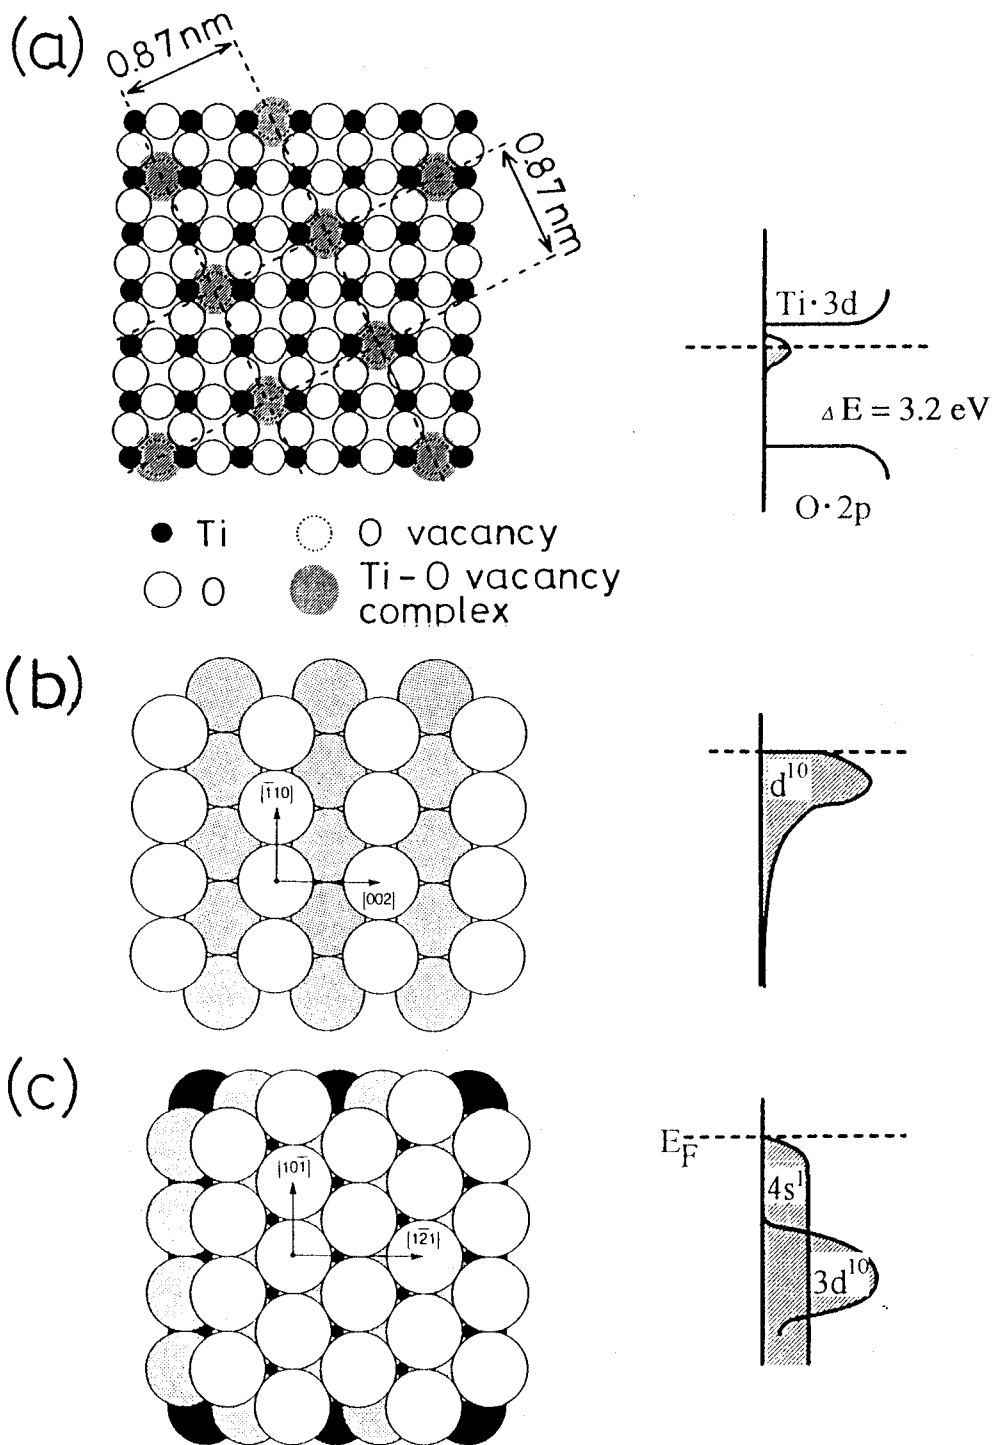 (a)
0.87nm
0.87nm
Ti·3d
ΔE = 3.2 eV
O·2p
Ti
O vacancy
O
Ti-O vacancy
complex
(b)
[1̄10]
[002]
d¹⁰
(c)
[101̄]
[12̄1]
E_F
4s¹
3d¹⁰